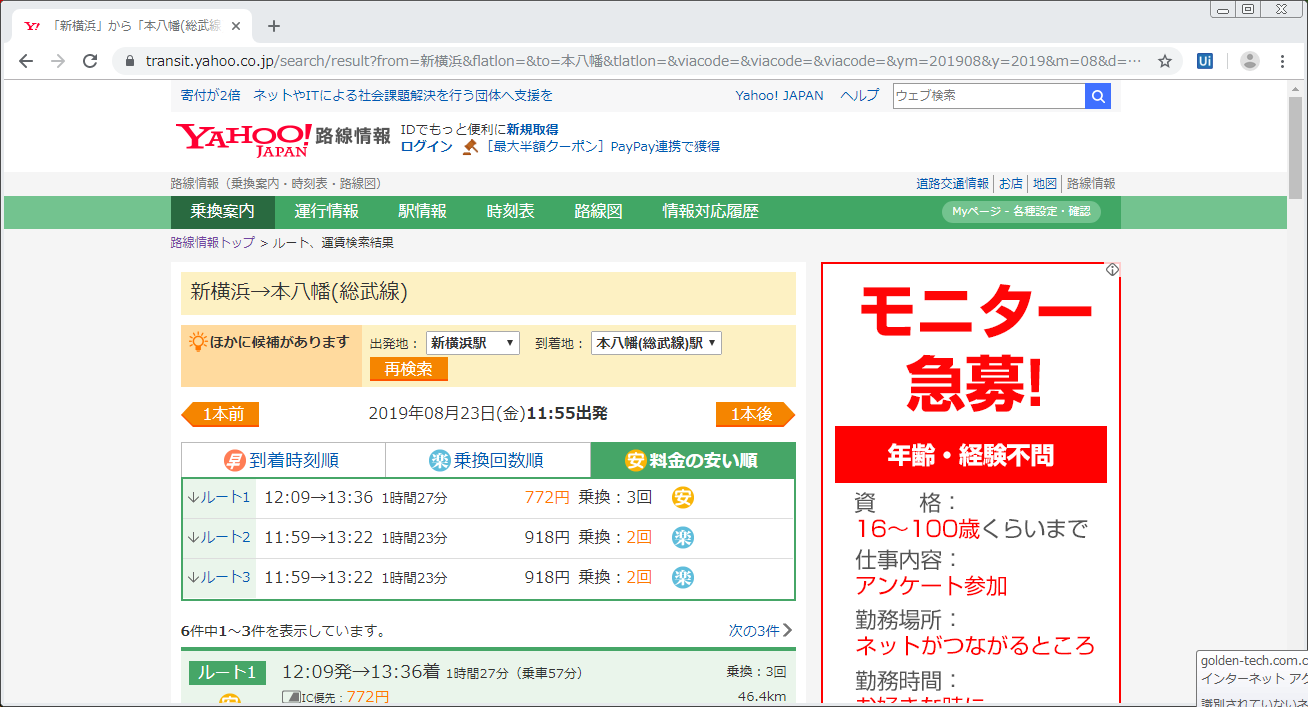 「新横浜」から「本八幡(総武線
transit.yahoo.co.jp/search/result?from=新横浜&flatlon=&to=本八幡&tlatlon=&viacode=&viacode=&viacode=&ym=201908&y=2019&m=08&d=…
寄付が2倍 ネットやITによる社会課題解決を行う団体へ支援を Yahoo! JAPAN ヘルプ ウェブ検索
YAHOO! JAPAN 路線情報 IDでもっと便利に新規取得
ログイン [最大半額クーポン] PayPay連携で獲得
路線情報（乗換案内・時刻表・路線図） 道路交通情報 お店 地図 路線情報
乗換案内 運行情報 駅情報 時刻表 路線図 情報対応履歴 Myページ - 各種設定・確認
路線情報トップ > ルート、運賃検索結果
新横浜→本八幡(総武線)
ほかに候補があります 出発地： 新横浜駅 到着地： 本八幡(総武線)駅
再検索
1本前 2019年08月23日(金)11:55出発 1本後
早 到着時刻順 楽 乗換回数順 安 料金の安い順
↓ルート1 12:09→13:36 1時間27分 772円 乗換：3回 安
↓ルート2 11:59→13:22 1時間23分 918円 乗換：2回 楽
↓ルート3 11:59→13:22 1時間23分 918円 乗換：2回 楽
6件中1～3件を表示しています。 次の3件
ルート1 12:09発→13:36着 1時間27分（乗車57分） 乗換：3回
IC優先：772円 46.4km
モニター
急募!
年齢・経験不問
資 格：
16～100歳くらいまで
仕事内容：
アンケート参加
勤務場所：
ネットがつながるところ
勤務時間：
お好きな時に
golden-tech.com.c
インターネット アク
識別されていないネ